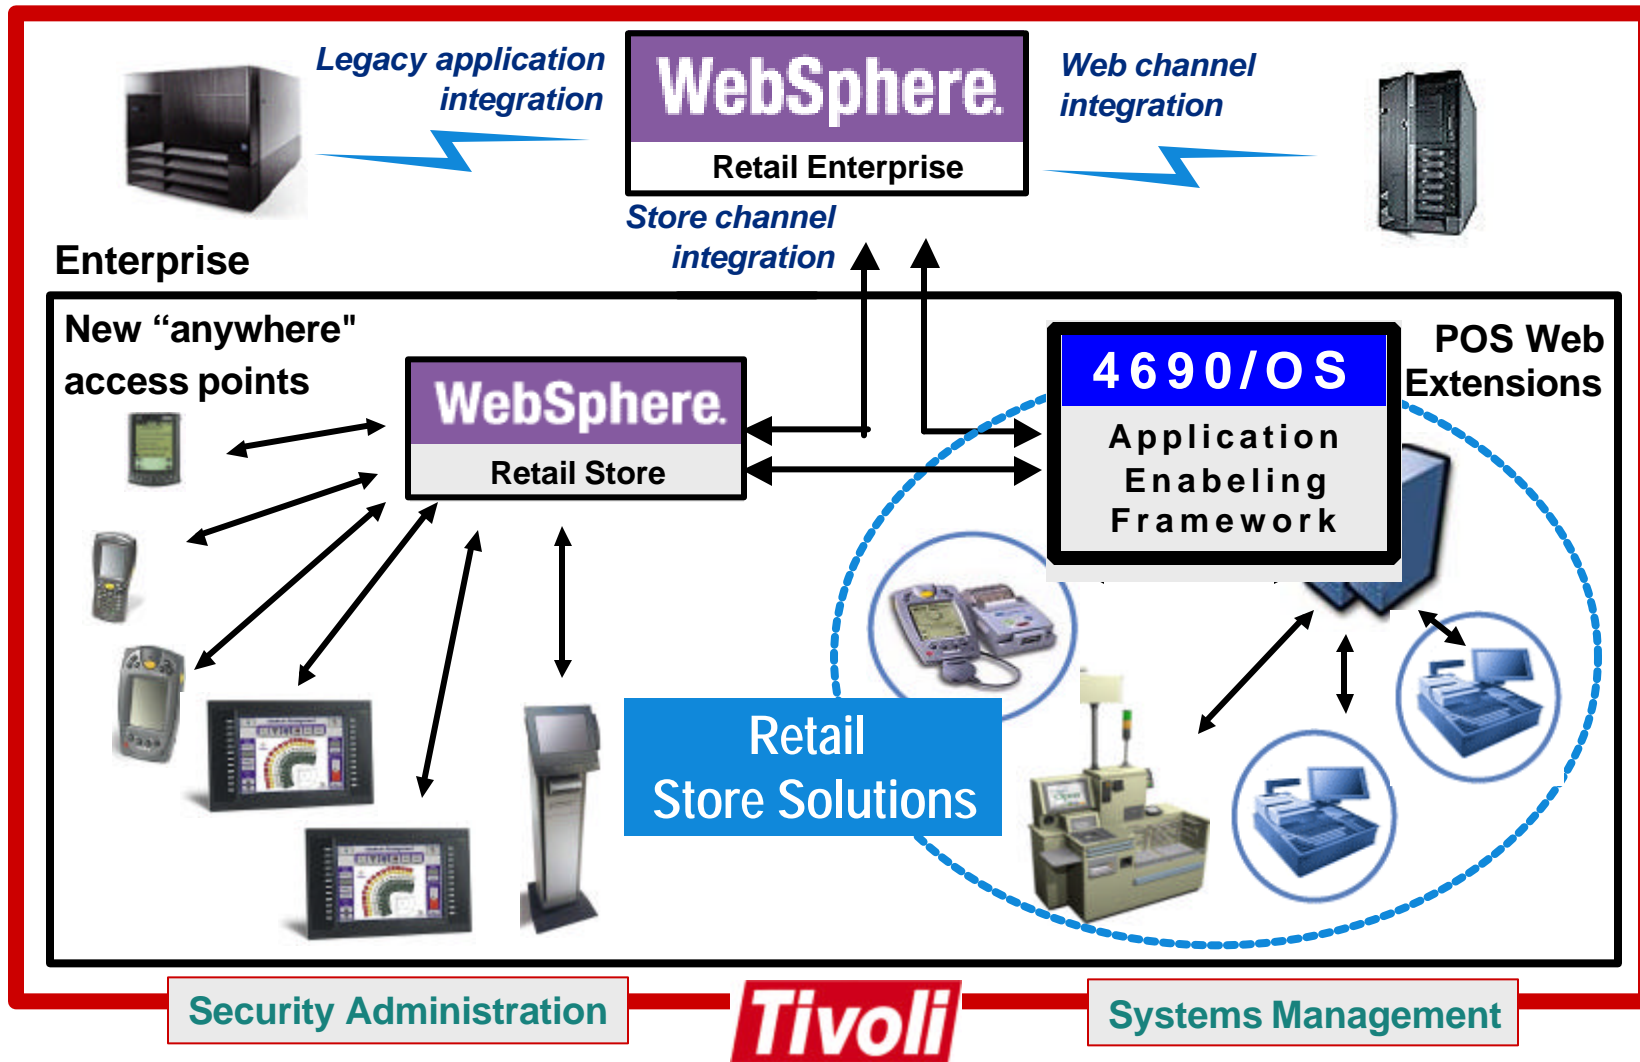 Legacy application
integration
WebSphere.
Retail Enterprise
Web channel
integration
Store channel
integration
Enterprise
New “anywhere"
access points
WebSphere.
Retail Store
4690/OS
Application
Enabeling
Framework
POS Web
Extensions
Retail
Store Solutions
Security Administration
Tivoli
Systems Management